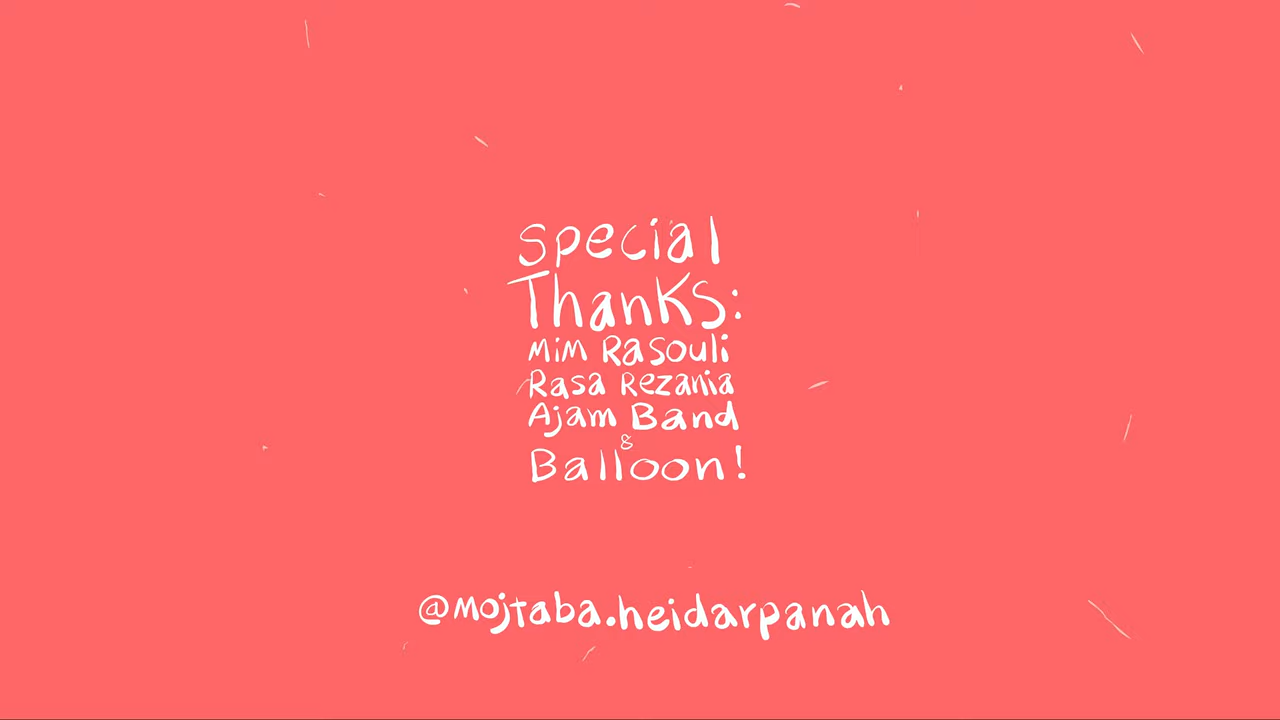 special
Thanks:
MiM Rasouli
Rasa Rezania
Ajam Band
&
Balloon!
@Mojtaba.heidarpanah